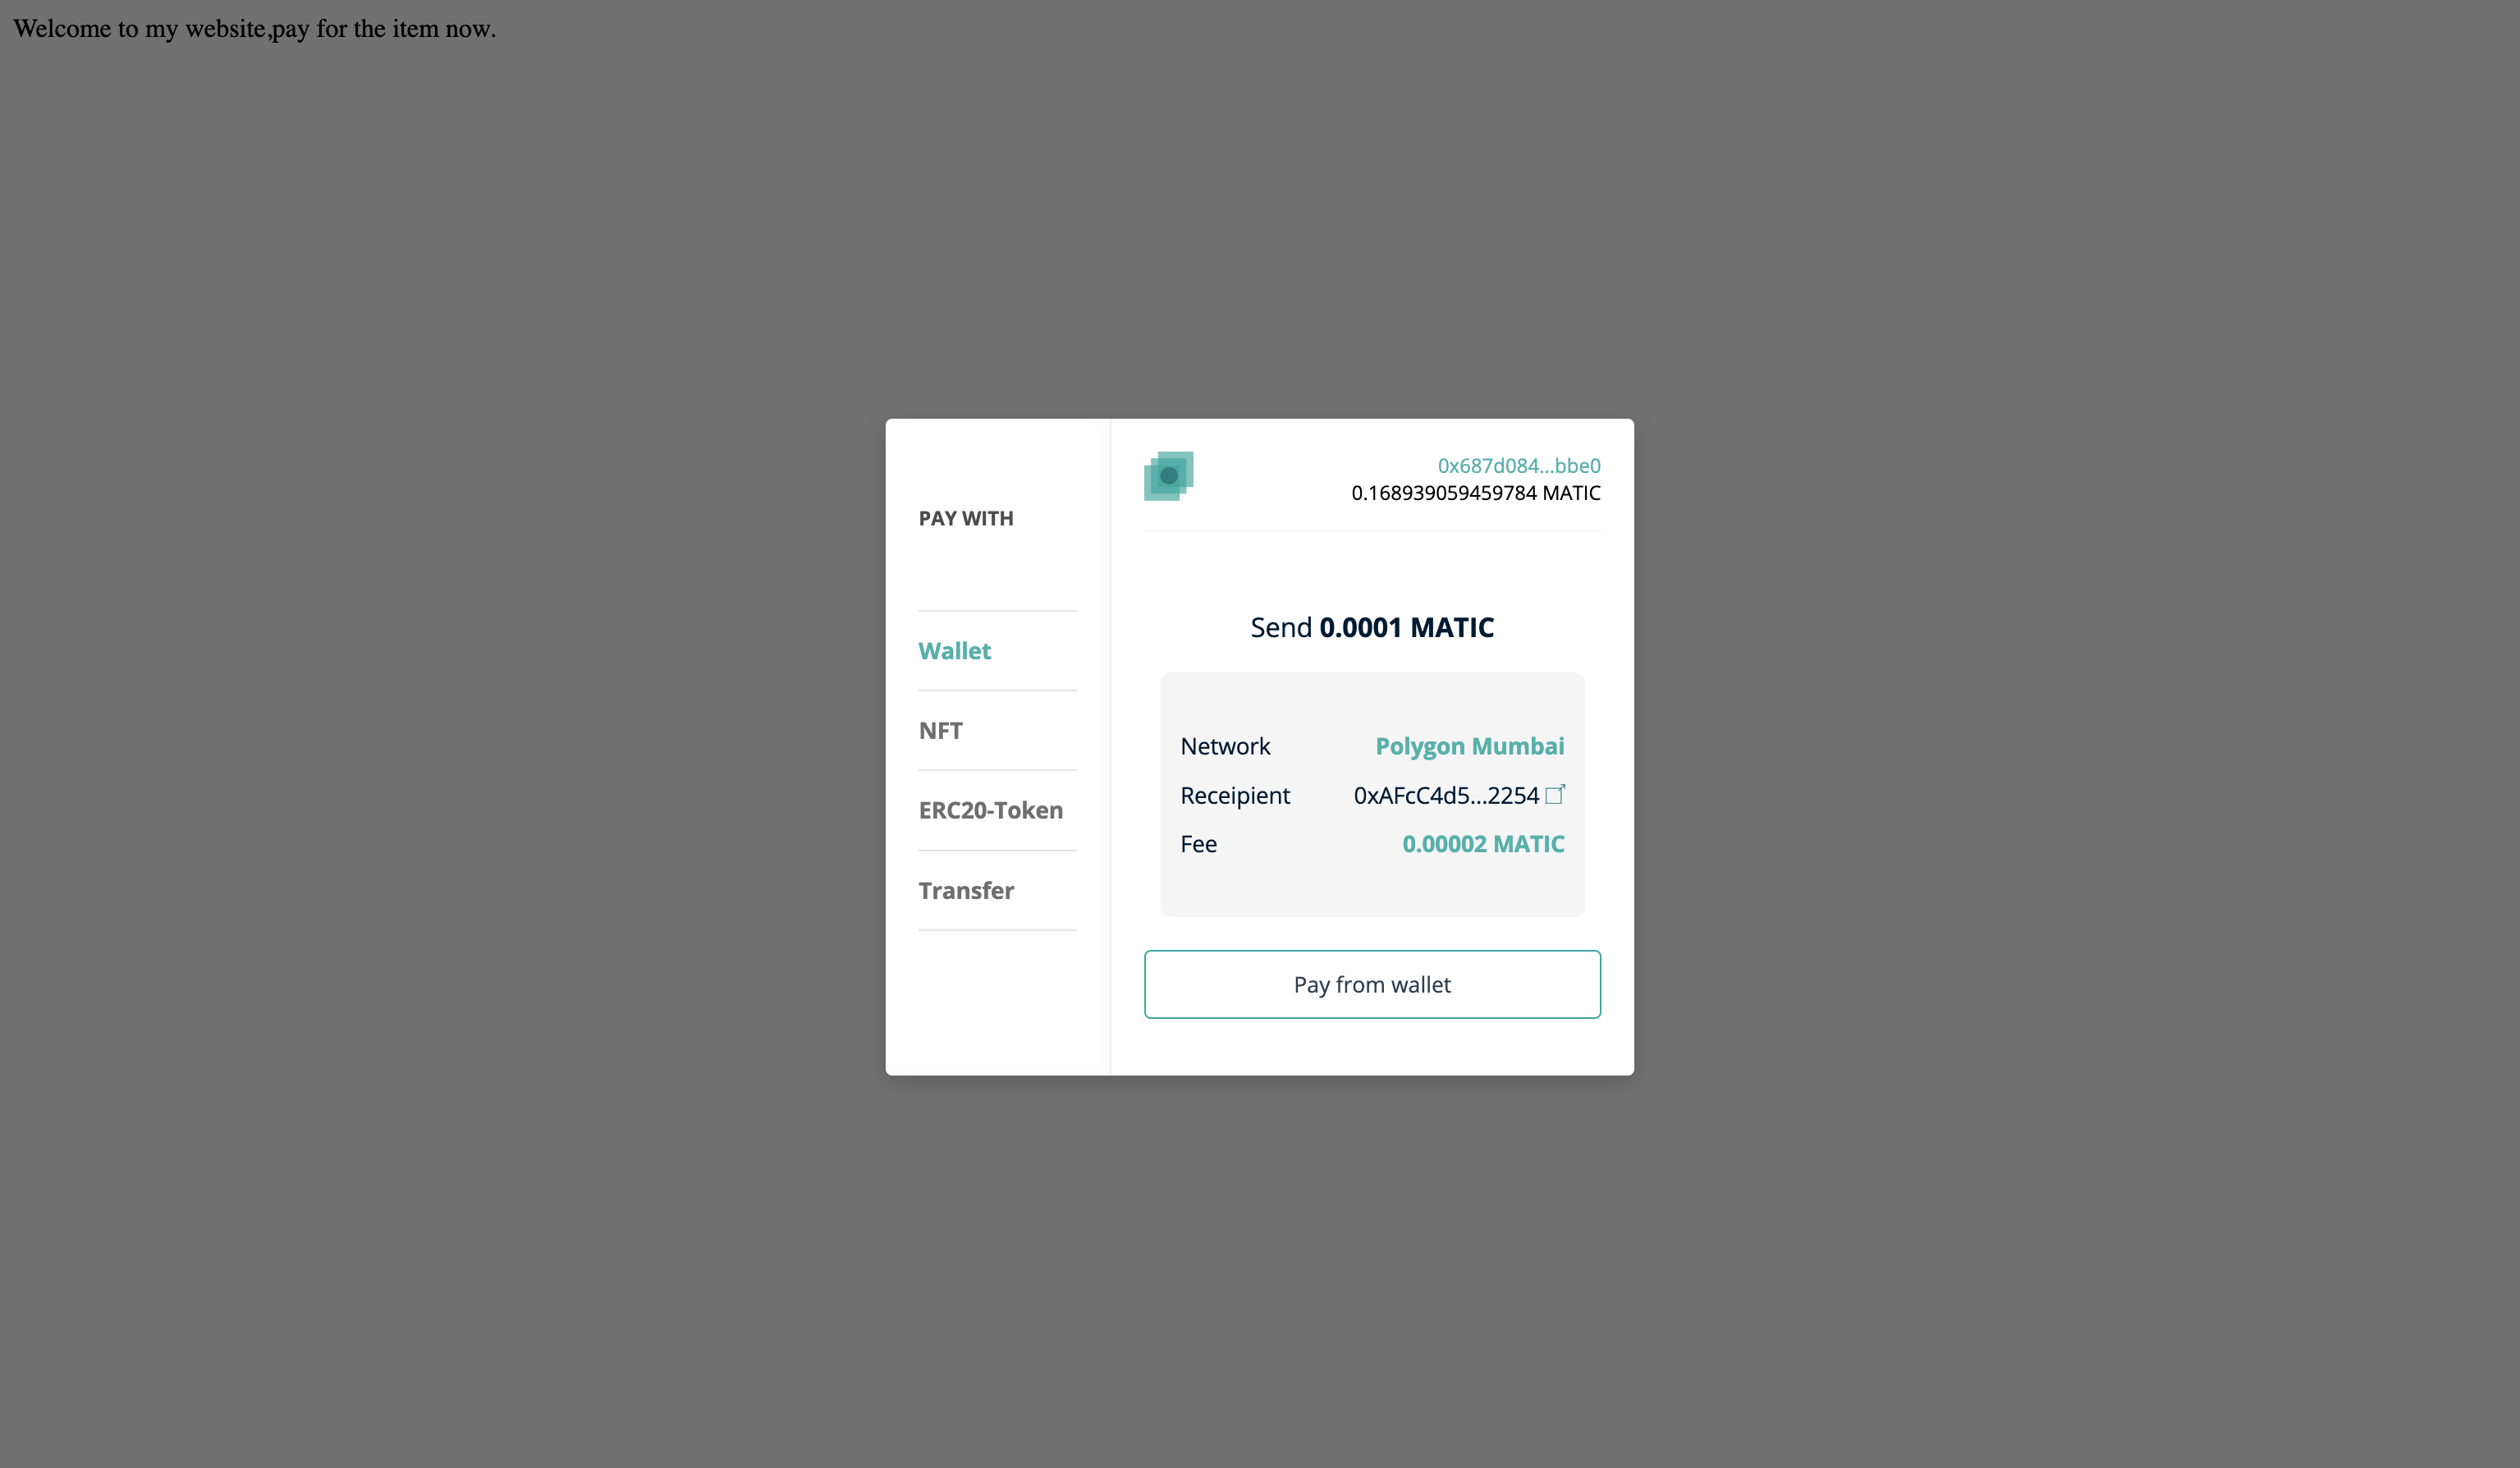 Welcome to my website,pay for the item now.
PAY WITH
Wallet
NFT
ERC20-Token
Transfer
0x687d084...bbe0
0.168939059459784 MATIC
Send 0.0001 MATIC
Network Polygon Mumbai
Receipient 0xAFcC4d5...2254
Fee 0.00002 MATIC
Pay from wallet